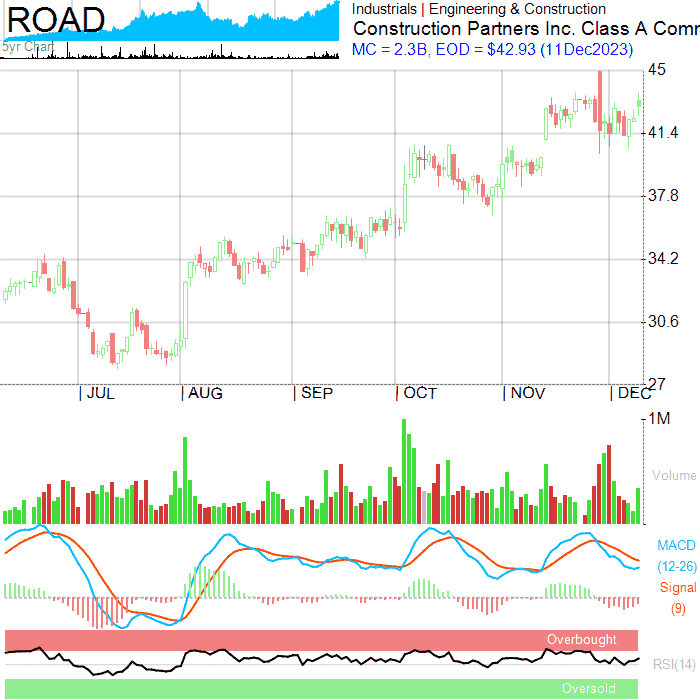 ROAD
5yr Chart
Industrials | Engineering & Construction
Construction Partners Inc. Class A Comm
MC = 2.3B, EOD = $42.93 (11Dec2023)
45
41.4
37.8
34.2
30.6
27
| JUL | AUG | SEP | OCT | NOV | DEC
1M
Volume
MACD
(12-26)
Signal
(9)
Overbought
RSI(14)
Oversold